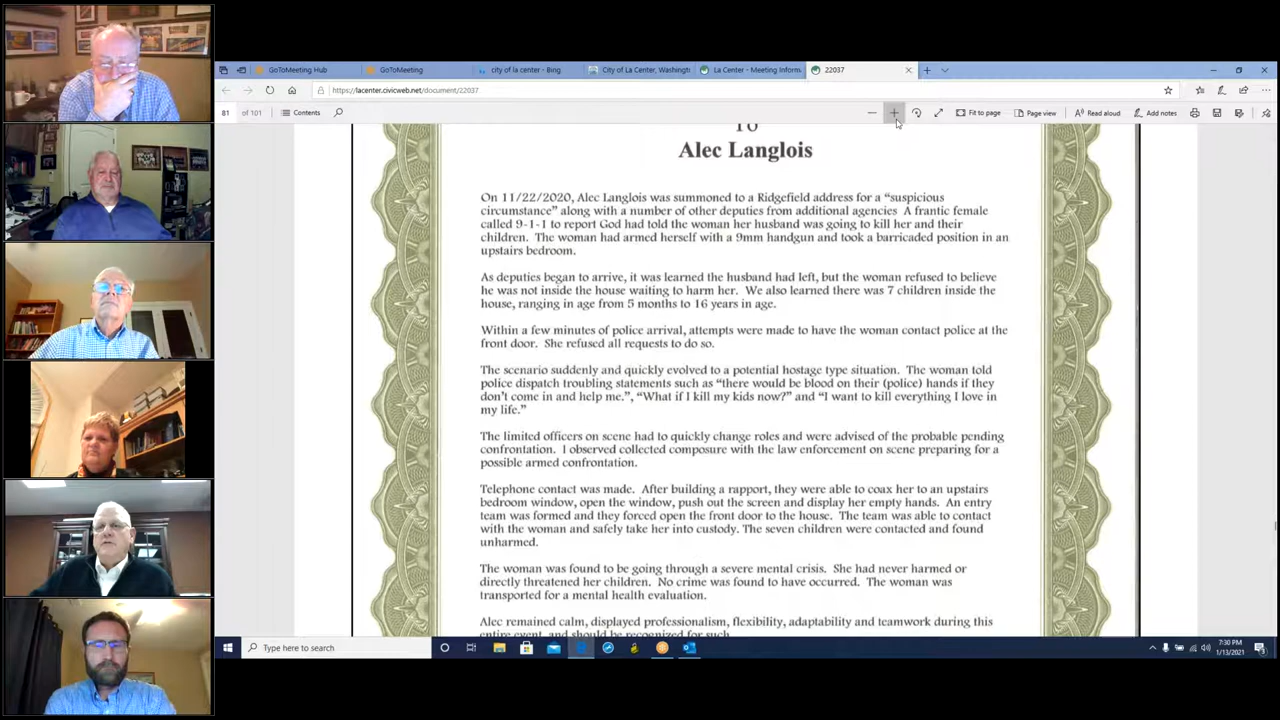 GoToMeeting Hub
GoToMeeting
city of la center - Bing
City of La Center, Washingt
La Center - Meeting Inform
22037
https://lacenter.civicweb.net/document/22037
81 of 101
Contents
Fit to page
Page view
Read aloud
Add notes
TO
Alec Langlois
On 11/22/2020, Alec Langlois was summoned to a Ridgefield address for a “suspicious
circumstance” along with a number of other deputies from additional agencies A frantic female
called 9-1-1 to report God had told the woman her husband was going to kill her and their
children. The woman had armed herself with a 9mm handgun and took a barricaded position in an
upstairs bedroom.
As deputies began to arrive, it was learned the husband had left, but the woman refused to believe
he was not inside the house waiting to harm her. We also learned there was 7 children inside the
house, ranging in age from 5 months to 16 years in age.
Within a few minutes of police arrival, attempts were made to have the woman contact police at the
front door. She refused all requests to do so.
The scenario suddenly and quickly evolved to a potential hostage type situation. The woman told
police dispatch troubling statements such as “there would be blood on their (police) hands if they
don’t come in and help me.”, “What if I kill my kids now?” and “I want to kill everything I love in
my life.”
The limited officers on scene had to quickly change roles and were advised of the probable pending
confrontation. I observed collected composure with the law enforcement on scene preparing for a
possible armed confrontation.
Telephone contact was made. After building a rapport, they were able to coax her to an upstairs
bedroom window, open the window, push out the screen and display her empty hands. An entry
team was formed and they forced open the front door to the house. The team was able to contact
with the woman and safely take her into custody. The seven children were contacted and found
unharmed.
The woman was found to be going through a severe mental crisis. She had never harmed or
directly threatened her children. No crime was found to have occurred. The woman was
transported for a mental health evaluation.
Alec remained calm, displayed professionalism, flexibility, adaptability and teamwork during this
entire event, and should be recognized for such.
Type here to search
7:30 PM
1/13/2021